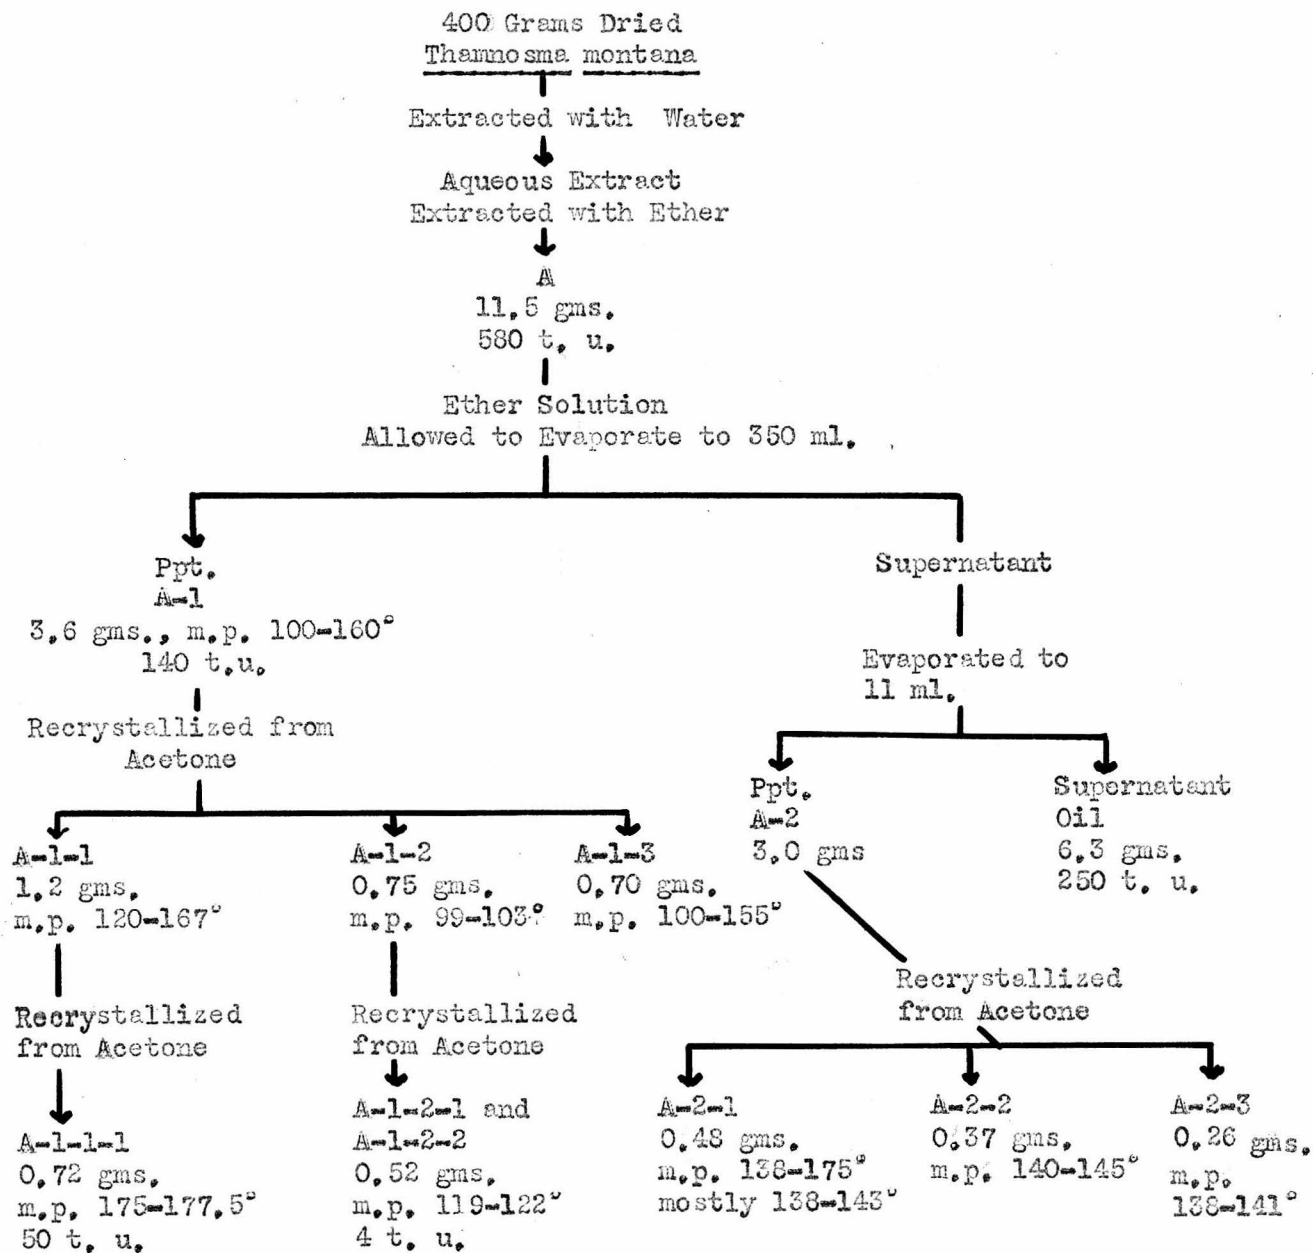 400 Grams Dried
Thamnosma montana
Extracted with Water
Aqueous Extract
Extracted with Ether
A
11.5 gms.
580 t. u.
Ether Solution
Allowed to Evaporate to 350 ml.
Ppt.
A-1
3.6 gms., m.p. 100-160°
140 t.u.
Recrystallized from
Acetone
Supernatant
Evaporated to
11 ml.
A-1-1
1.2 gms.
m.p. 120-167°
A-1-2
0.75 gms.
m.p. 99-103°
A-1-3
0.70 gms.
m.p. 100-155°
Ppt.
A-2
3.0 gms
Supernatant
Oil
6.3 gms.
250 t. u.
Recrystallized
from Acetone
Recrystallized
from Acetone
Recrystallized
from Acetone
A-1-1-1
0.72 gms.
m.p. 175-177.5°
50 t. u.
A-1-2-1 and
A-1-2-2
0.52 gms.
m.p. 119-122°
4 t. u.
A-2-1
0.48 gms.
m.p. 138-175°
mostly 138-143°
A-2-2
0.37 gms.
m.p. 140-145°
A-2-3
0.26 gms.
m.p.
138-141°